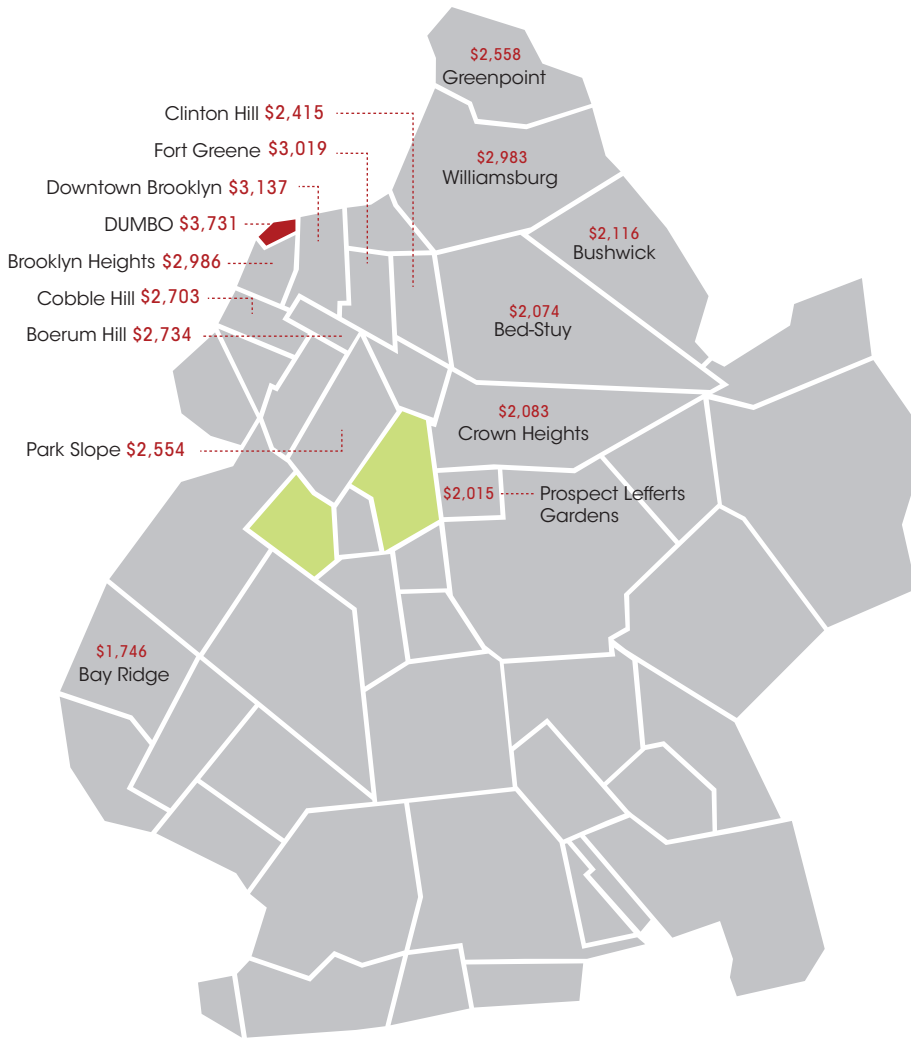 $2,558
Greenpoint
Clinton Hill $2,415
Fort Greene $3,019
$2,983
Williamsburg
Downtown Brooklyn $3,137
DUMBO $3,731
$2,116
Bushwick
Brooklyn Heights $2,986
Cobble Hill $2,703
$2,074
Bed-Stuy
Boerum Hill $2,734
$2,083
Crown Heights
Park Slope $2,554
$2,015
Prospect Lefferts
Gardens
$1,746
Bay Ridge